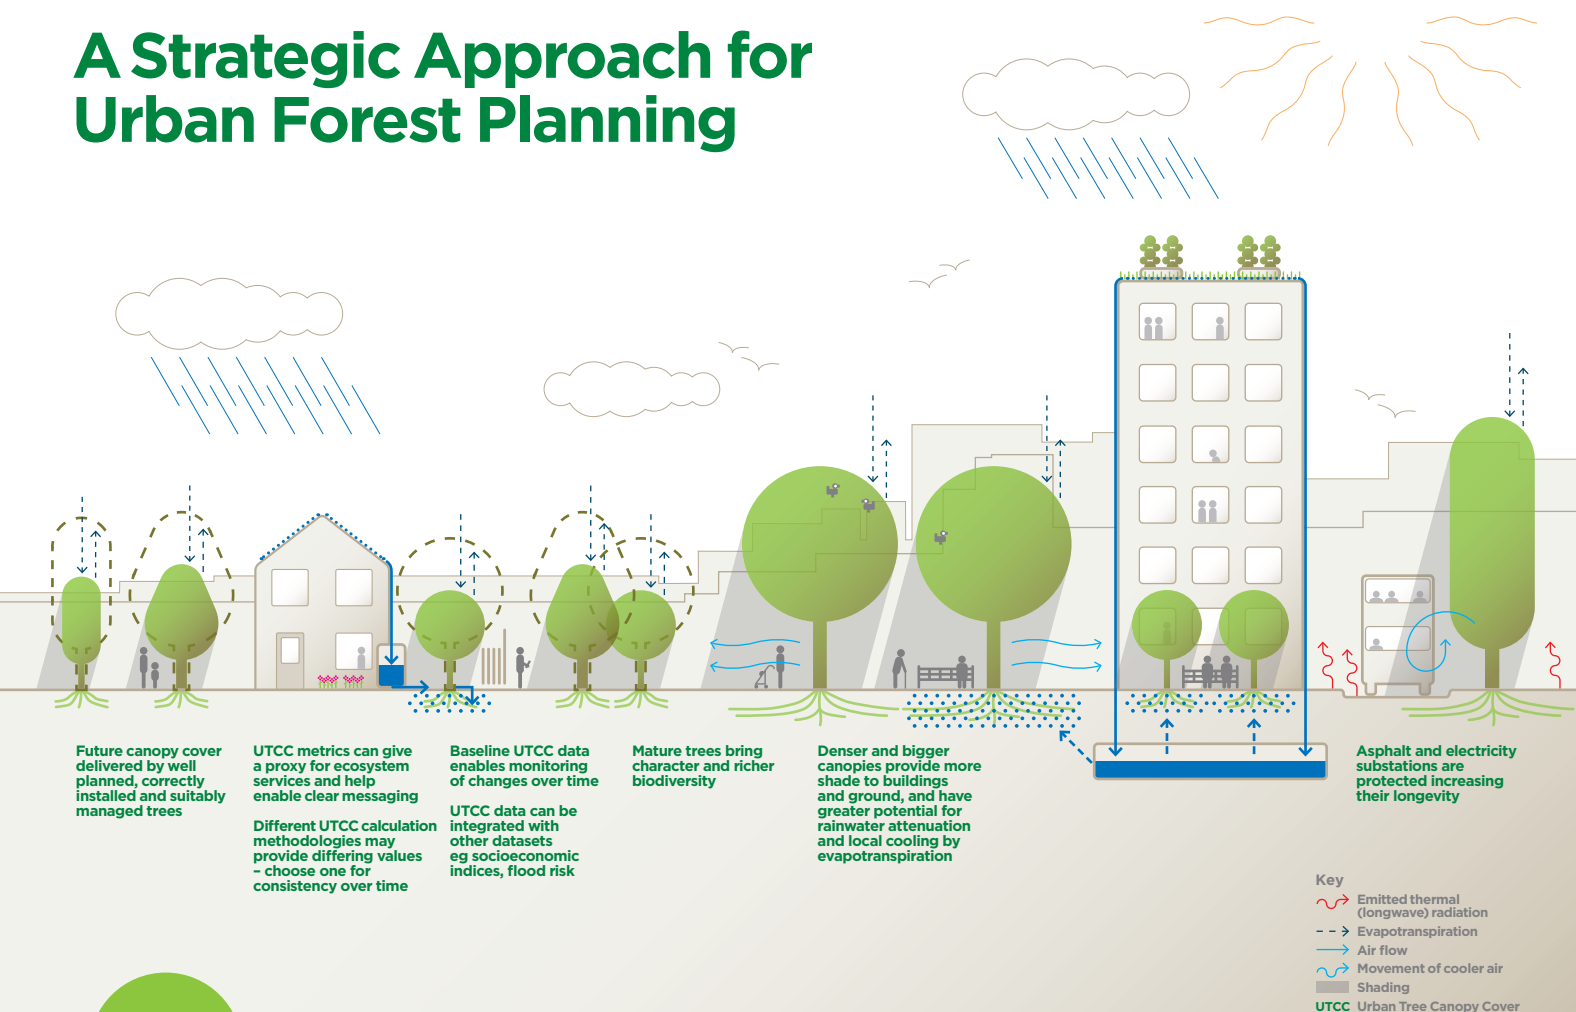 A Strategic Approach for
Urban Forest Planning
Future canopy cover
delivered by well
planned, correctly
installed and suitably
managed trees
UTCC metrics can give
a proxy for ecosystem
services and help
enable clear messaging
Different UTCC calculation
methodologies may
provide differing values
– choose one for
consistency over time
Baseline UTCC data
enables monitoring
of changes over time
UTCC data can be
integrated with
other datasets
eg socioeconomic
indices, flood risk
Mature trees bring
character and richer
biodiversity
Denser and bigger
canopies provide more
shade to buildings
and ground, and have
greater potential for
rainwater attenuation
and local cooling by
evapotranspiration
Asphalt and electricity
substations are
protected increasing
their longevity
Key
Emitted thermal
(longwave) radiation
Evapotranspiration
Air flow
Movement of cooler air
Shading
UTCC Urban Tree Canopy Cover